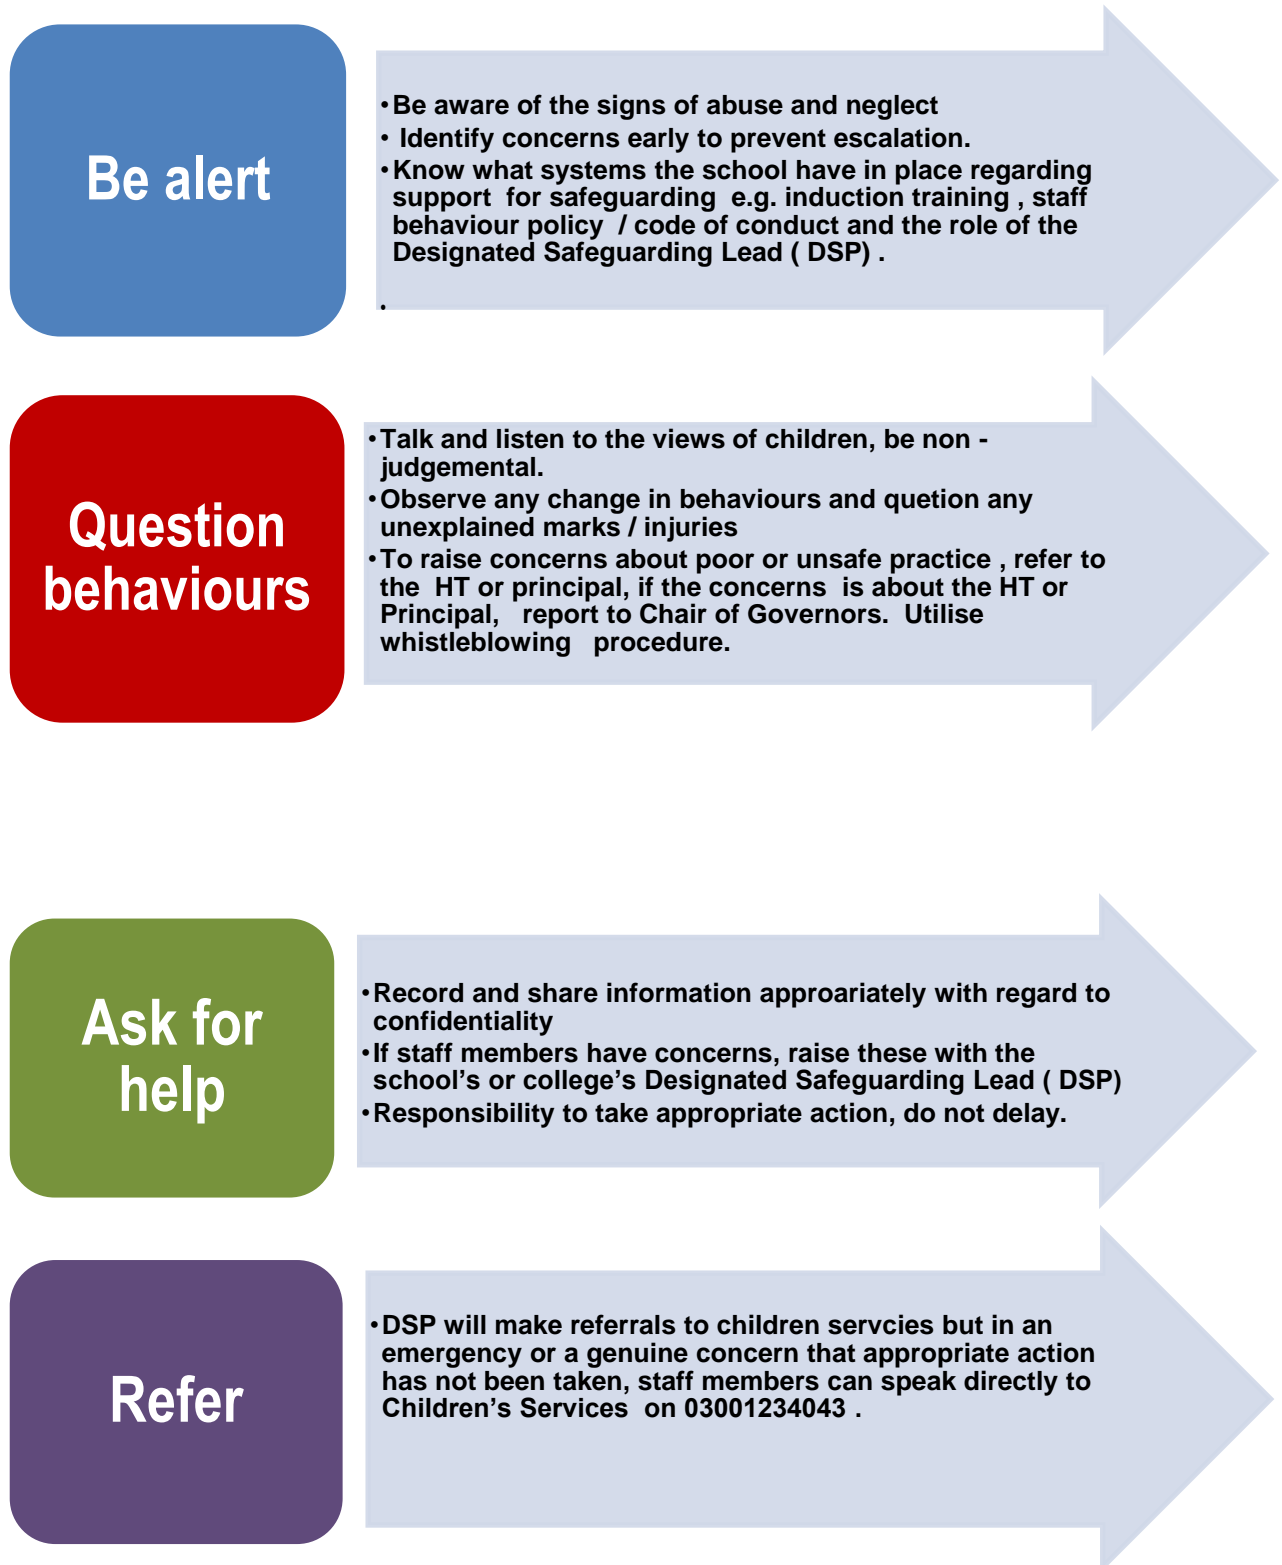 Be alert
•Be aware of the signs of abuse and neglect
• Identify concerns early to prevent escalation.
•Know what systems the school have in place regarding
support for safeguarding e.g. induction training , staff
behaviour policy / code of conduct and the role of the
Designated Safeguarding Lead ( DSP) .
•
Question
behaviours
•Talk and listen to the views of children, be non -
judgemental.
•Observe any change in behaviours and quetion any
unexplained marks / injuries
•To raise concerns about poor or unsafe practice , refer to
the HT or principal, if the concerns is about the HT or
Principal, report to Chair of Governors. Utilise
whistleblowing procedure.
Ask for
help
•Record and share information approariately with regard to
confidentiality
•If staff members have concerns, raise these with the
school’s or college’s Designated Safeguarding Lead ( DSP)
•Responsibility to take appropriate action, do not delay.
Refer
•DSP will make referrals to children servcies but in an
emergency or a genuine concern that appropriate action
has not been taken, staff members can speak directly to
Children’s Services on 03001234043 .